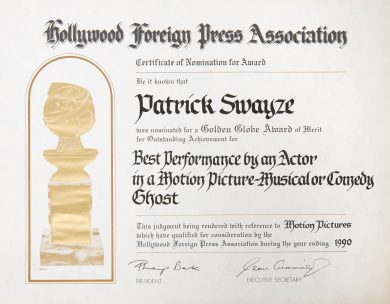 Hollywood Foreign Press Association
Certificate of Nomination for Award
Be it known that
Patrick Swayze
was nominated for a Golden Globe Award of Merit
for Outstanding Achievement for
Best Performance by an Actor
in a Motion Picture-Musical or Comedy
Ghost
This judgment being rendered with reference to Motion Pictures
which have qualified for consideration by the
Hollywood Foreign Press Association during the year ending 1990
PRESIDENT
EXECUTIVE SECRETARY